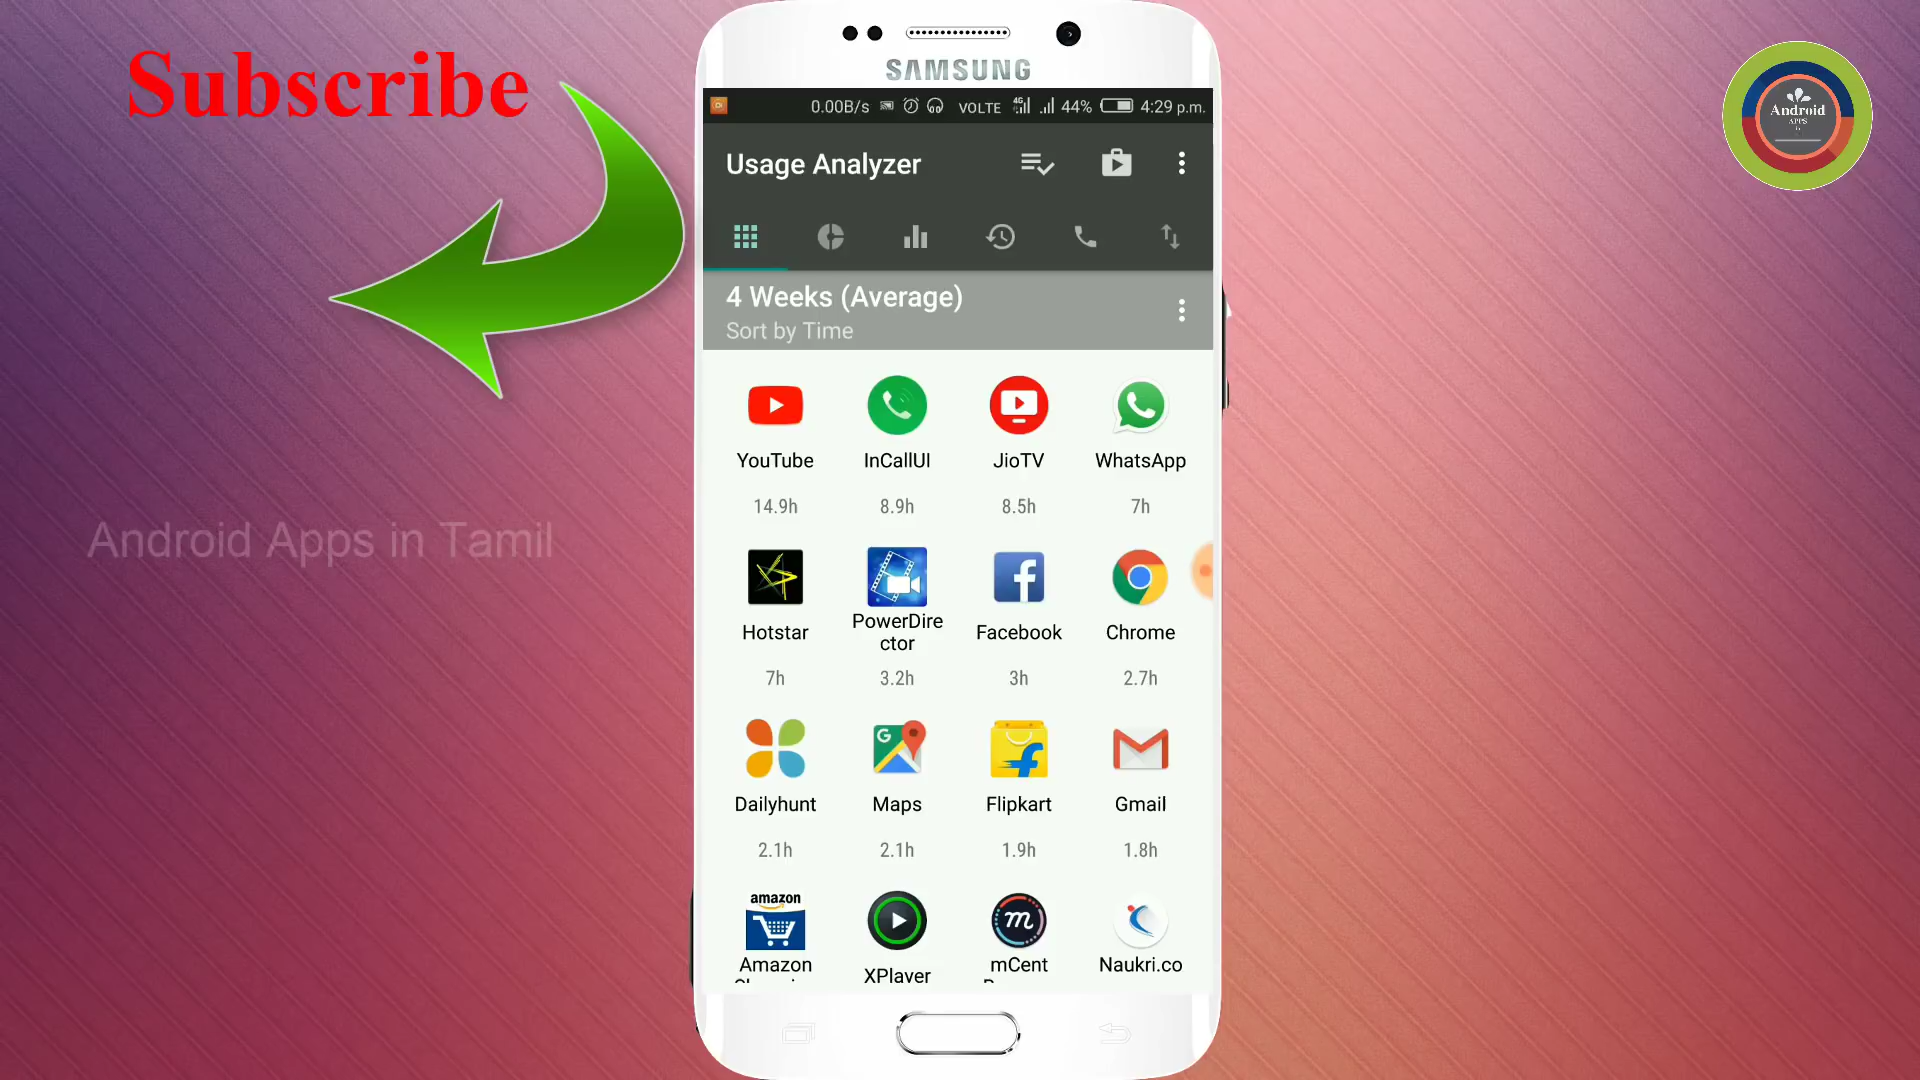 Subscribe
Android
APPS
SAMSUNG
0.00B/s VOLTE 4G 44% 4:29 p.m.
Usage Analyzer
4 Weeks (Average)
Sort by Time
YouTube InCallUI JioTV WhatsApp
14.9h 8.9h 8.5h 7h
Hotstar PowerDire
ctor Facebook Chrome
7h 3.2h 3h 2.7h
Android Apps in Tamil
G
Dailyhunt Maps Flipkart Gmail
2.1h 2.1h 1.9h 1.8h
amazon
Amazon XPlayer mCent Naukri.co